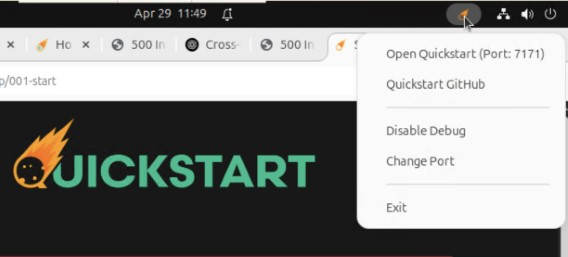 Apr 29 11:49
Ho
500 In
Cross-
500 In
p/001-start
QUICKSTART
Open Quickstart (Port: 7171)
Quickstart GitHub
Disable Debug
Change Port
Exit